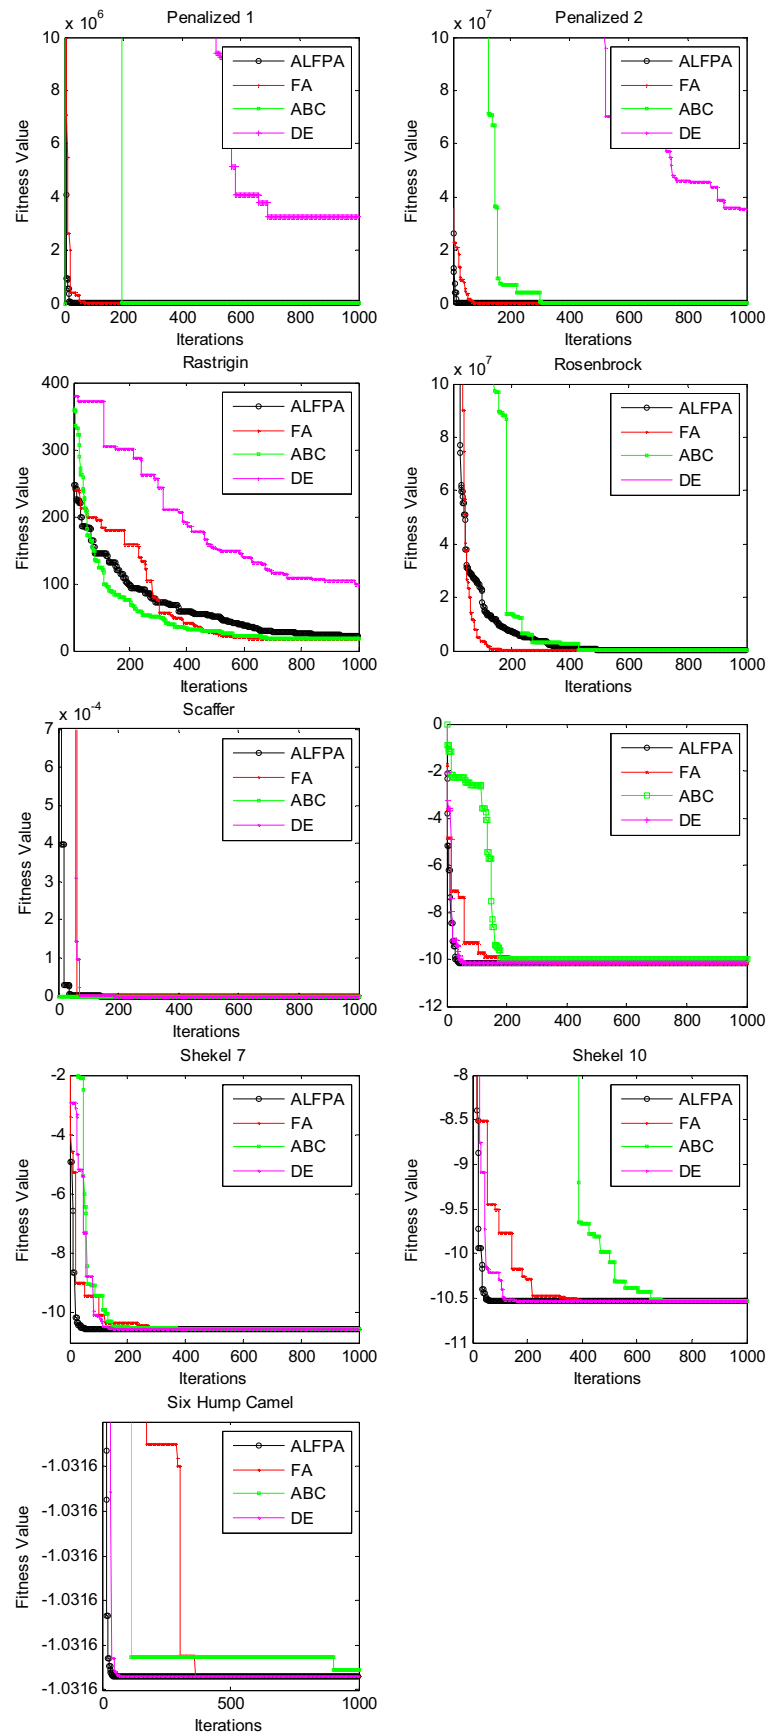 x 10^6
Penalized 1
10
8
6
4
2
0
Fitness Value
ALFPA
FA
ABC
DE
0 200 400 600 800 1000
Iterations
x 10^7
Penalized 2
10
8
6
4
2
0
Fitness Value
ALFPA
FA
ABC
DE
0 200 400 600 800 1000
Iterations
Rastrigin
400
300
200
100
0
Fitness Value
ALFPA
FA
ABC
DE
200 400 600 800 1000
Iterations
x 10^7
Rosenbrock
10
8
6
4
2
0
Fitness Value
ALFPA
FA
ABC
DE
0 200 400 600 800 1000
Iterations
Scaffer
x 10^-4
7
6
5
4
3
2
1
0
Fitness Value
ALFPA
FA
ABC
DE
0 200 400 600 800 1000
Iterations
0
-2
-4
-6
-8
-10
-12
ALFPA
FA
ABC
DE
0 200 400 600 800 1000
Shekel 7
-2
-4
-6
-8
-10
Fitness Value
ALFPA
FA
ABC
DE
0 200 400 600 800 1000
Iterations
Shekel 10
-8
-8.5
-9
-9.5
-10
-10.5
-11
Fitness Value
ALFPA
FA
ABC
DE
0 200 400 600 800 1000
Iterations
Six Hump Camel
-1.0316
-1.0316
-1.0316
-1.0316
-1.0316
-1.0316
Fitness Value
ALFPA
FA
ABC
DE
0 500 1000
Iterations